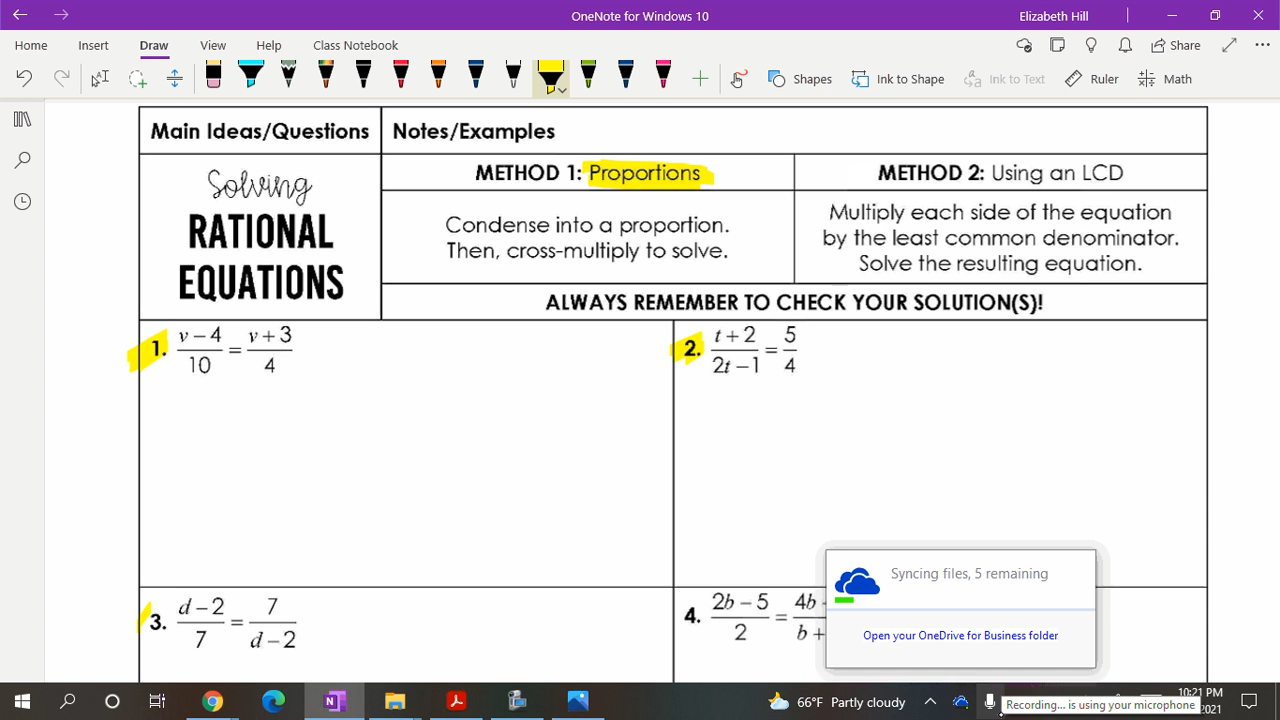 OneNote for Windows 10
Elizabeth Hill
Home Insert Draw View Help Class Notebook
Share
Shapes Ink to Shape Ink to Text Ruler Math
Main Ideas/Questions
Notes/Examples
Solving
RATIONAL
EQUATIONS
METHOD 1: Proportions
Condense into a proportion.
Then, cross-multiply to solve.
METHOD 2: Using an LCD
Multiply each side of the equation
by the least common denominator.
Solve the resulting equation.
ALWAYS REMEMBER TO CHECK YOUR SOLUTION(S)!
1. (v – 4)/10 = (v + 3)/4
2. (t + 2)/(2t – 1) = 5/4
3. (d – 2)/7 = 7/(d – 2)
4. (2b – 5)/2 = 4b / b +
Syncing files, 5 remaining
Open your OneDrive for Business folder
66°F Partly cloudy
10:21 PM
2021
Recording... is using your microphone